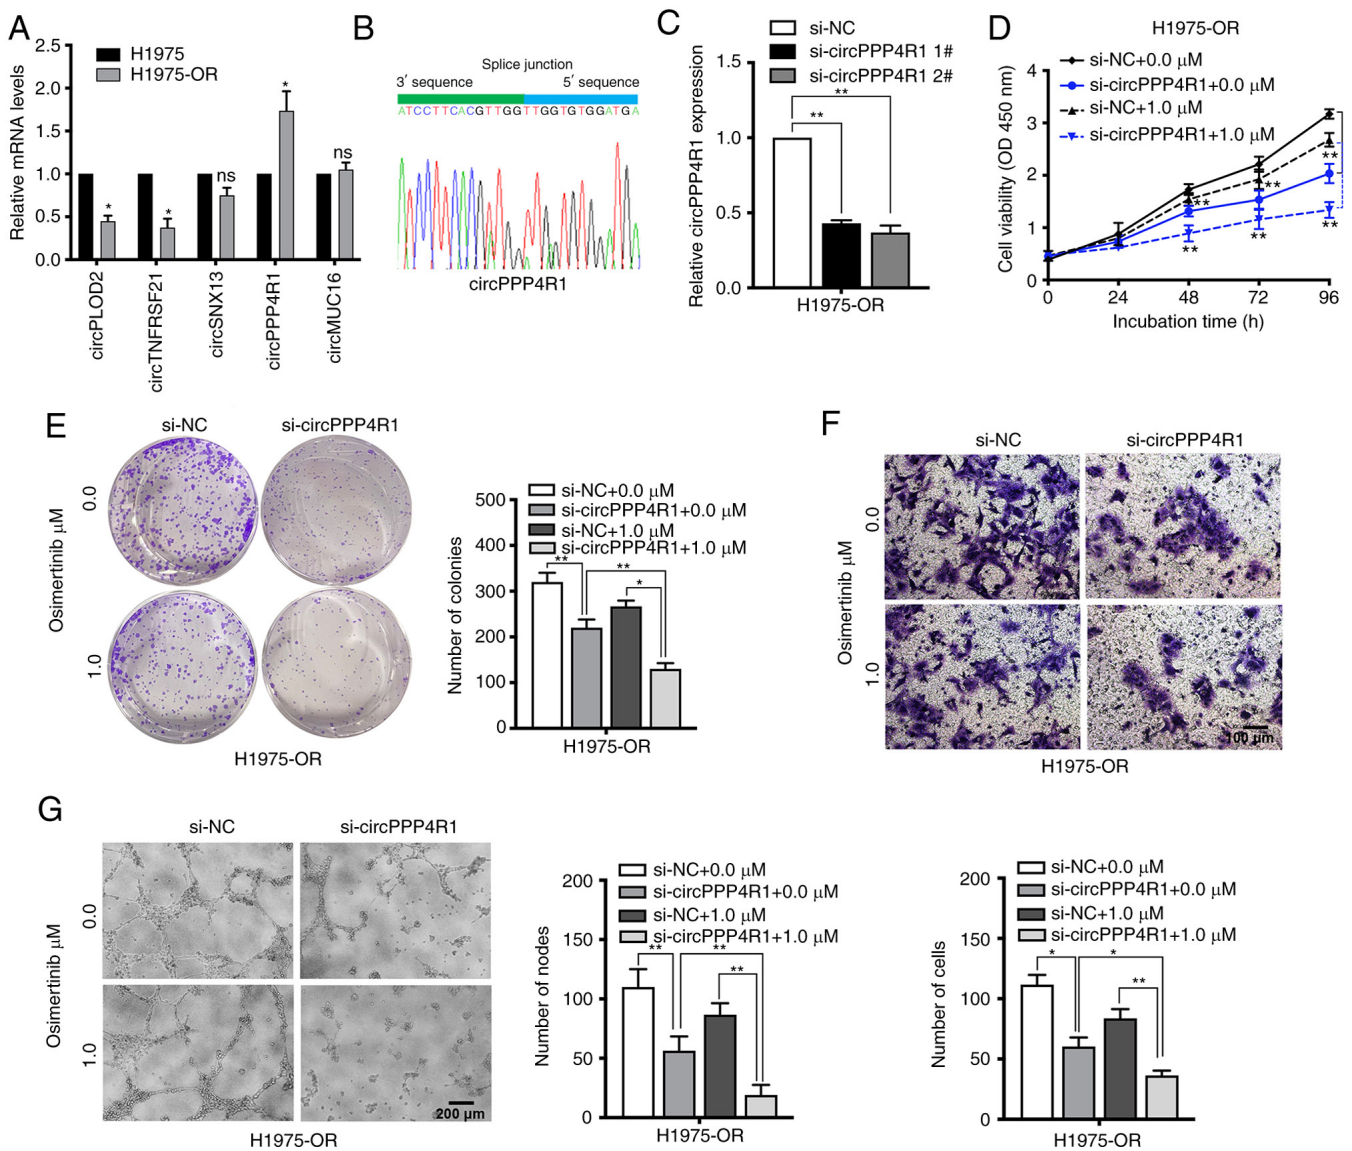 A
2.5
2.0
1.5
1.0
0.5
0.0
Relative mRNA levels
H1975
H1975-OR
*
*
ns
*
ns
circPLOD2
circTNFRSF21
circSNX13
circPPP4R1
circMUC16
B
Splice junction
3′ sequence
5′ sequence
ATCCTTCACGTTGGTTGGTGTGGATGA
circPPP4R1
C
si-NC
si-circPPP4R1 1#
si-circPPP4R1 2#
Relative circPPP4R1 expression
1.5
1.0
0.5
0.0
**
**
H1975-OR
D
H1975-OR
si-NC+0.0 μM
si-circPPP4R1+0.0 μM
si-NC+1.0 μM
si-circPPP4R1+1.0 μM
Cell viability (OD 450 nm)
4
3
2
1
0
**
**
**
**
**
**
0
24
48
72
96
Incubation time (h)
E
si-NC
si-circPPP4R1
Osimertinib μM
0.0
1.0
H1975-OR
Number of colonies
500
400
300
200
100
0
si-NC+0.0 μM
si-circPPP4R1+0.0 μM
si-NC+1.0 μM
si-circPPP4R1+1.0 μM
**
**
*
H1975-OR
F
si-NC
si-circPPP4R1
Osimertinib μM
0.0
1.0
100 μm
H1975-OR
G
si-NC
si-circPPP4R1
Osimertinib μM
0.0
1.0
200 μm
H1975-OR
Number of nodes
200
150
100
50
0
si-NC+0.0 μM
si-circPPP4R1+0.0 μM
si-NC+1.0 μM
si-circPPP4R1+1.0 μM
**
**
**
H1975-OR
Number of cells
200
150
100
50
0
si-NC+0.0 μM
si-circPPP4R1+0.0 μM
si-NC+1.0 μM
si-circPPP4R1+1.0 μM
*
*
**
H1975-OR